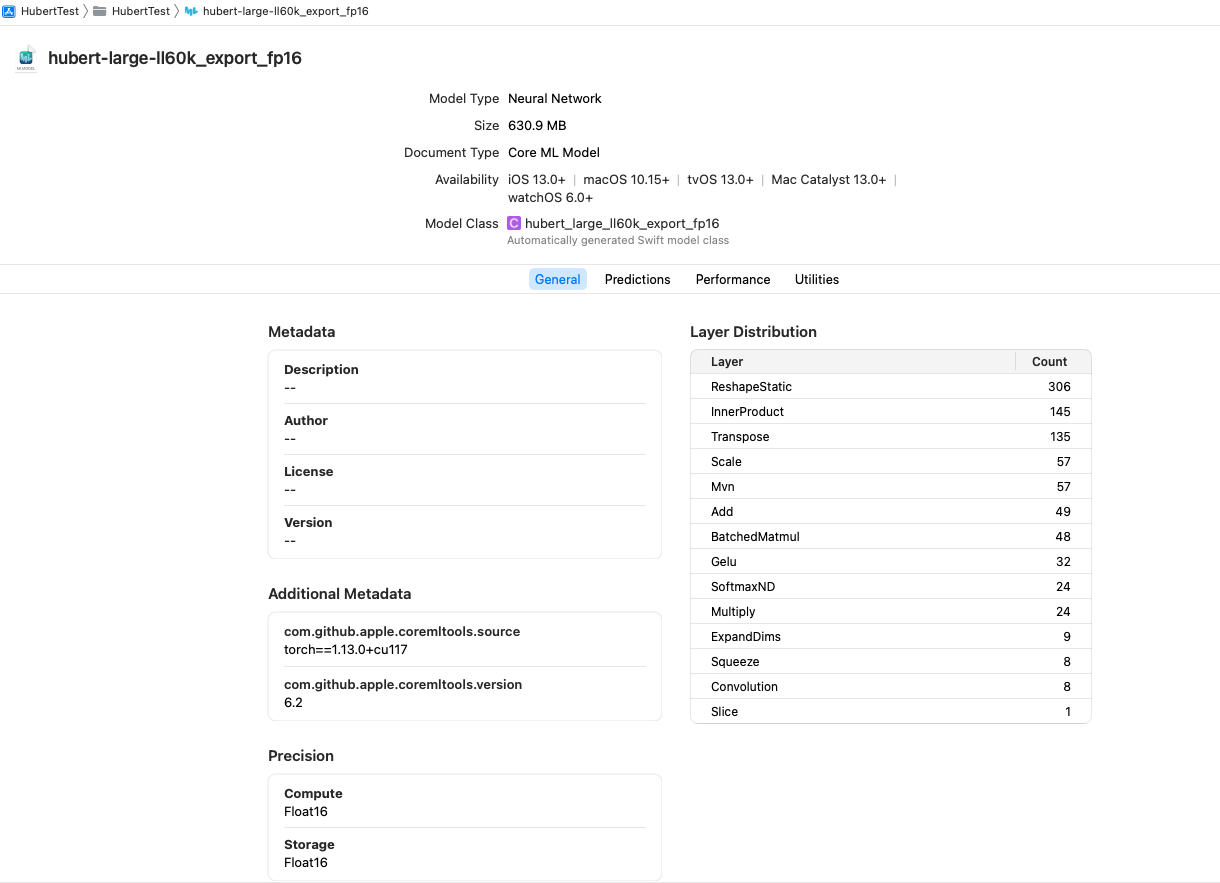 HubertTest 〉 HubertTest 〉 hubert-large-ll60k_export_fp16
hubert-large-ll60k_export_fp16
Model Type Neural Network
Size 630.9 MB
Document Type Core ML Model
Availability iOS 13.0+ | macOS 10.15+ | tvOS 13.0+ | Mac Catalyst 13.0+ |
watchOS 6.0+
Model Class C hubert_large_ll60k_export_fp16
Automatically generated Swift model class
General Predictions Performance Utilities
Metadata
Description
--
Author
--
License
--
Version
--
Additional Metadata
com.github.apple.coremltools.source
torch==1.13.0+cu117
com.github.apple.coremltools.version
6.2
Precision
Compute
Float16
Storage
Float16
Layer Distribution
Layer Count
ReshapeStatic 306
InnerProduct 145
Transpose 135
Scale 57
Mvn 57
Add 49
BatchedMatmul 48
Gelu 32
SoftmaxND 24
Multiply 24
ExpandDims 9
Squeeze 8
Convolution 8
Slice 1